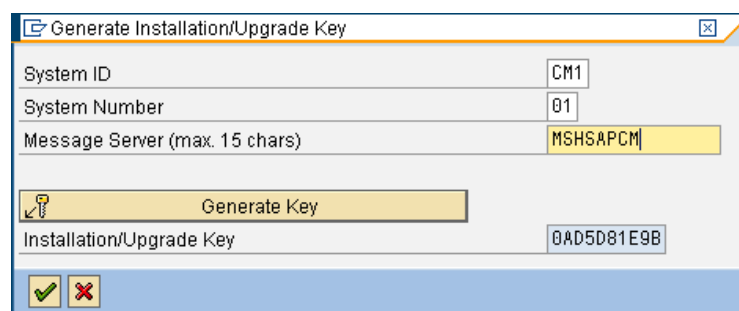 Generate Installation/Upgrade Key
System ID CM1
System Number 01
Message Server (max. 15 chars) MSHSAPCM
Generate Key
Installation/Upgrade Key 0AD5D81E9B